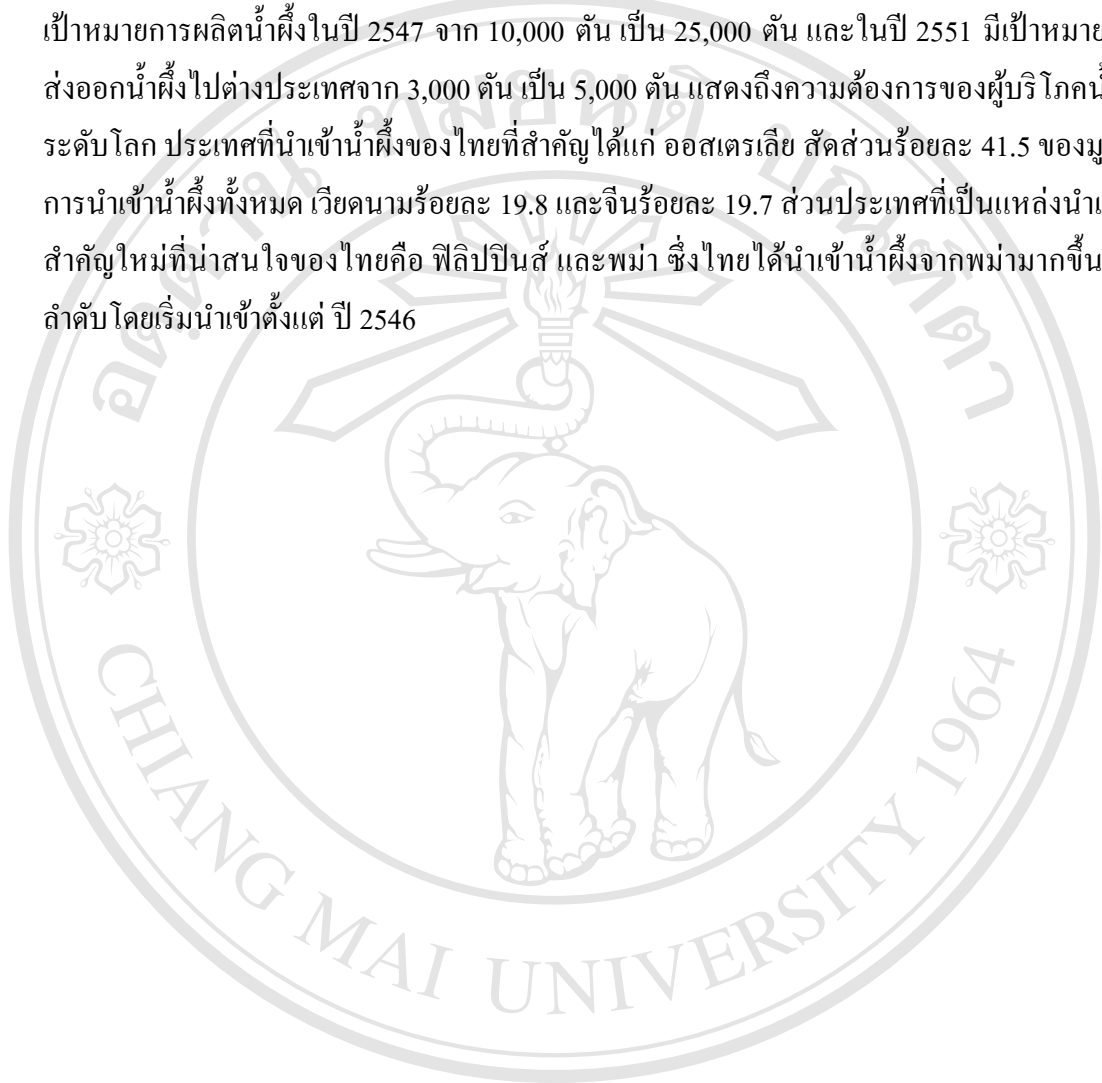 เป้าหมายการผลิตน้ำผึ้งในปี 2547 จาก 10,000 ตัน เป็น 25,000 ตัน และในปี 2551 มีเป้าหมาย
ส่งออกน้ำผึ้งไปต่างประเทศจาก 3,000 ตัน เป็น 5,000 ตัน แสดงถึงความต้องการของผู้บริโภค
ระดับโลก ประเทศที่นำเข้าน้ำผึ้งของไทยที่สำคัญได้แก่ ออสเตรเลีย สัดส่วนร้อยละ 41.5 ของ
การนำเข้าน้ำผึ้งทั้งหมด เวียดนามร้อยละ 19.8 และจีนร้อยละ 19.7 ส่วนประเทศที่เป็นแหล่ง
สำคัญใหม่ที่น่าสนใจของไทยคือ ฟิลิปปินส์ และพม่า ซึ่งไทยได้นำเข้าน้ำผึ้งจากพม่ามากขึ้น
ลำดับโดยเริ่มนำเข้าตั้งแต่ ปี 2546
อตฺตานํ ทมยนฺติ ปณฺฑิตา
CHIANG MAI UNIVERSITY 1964